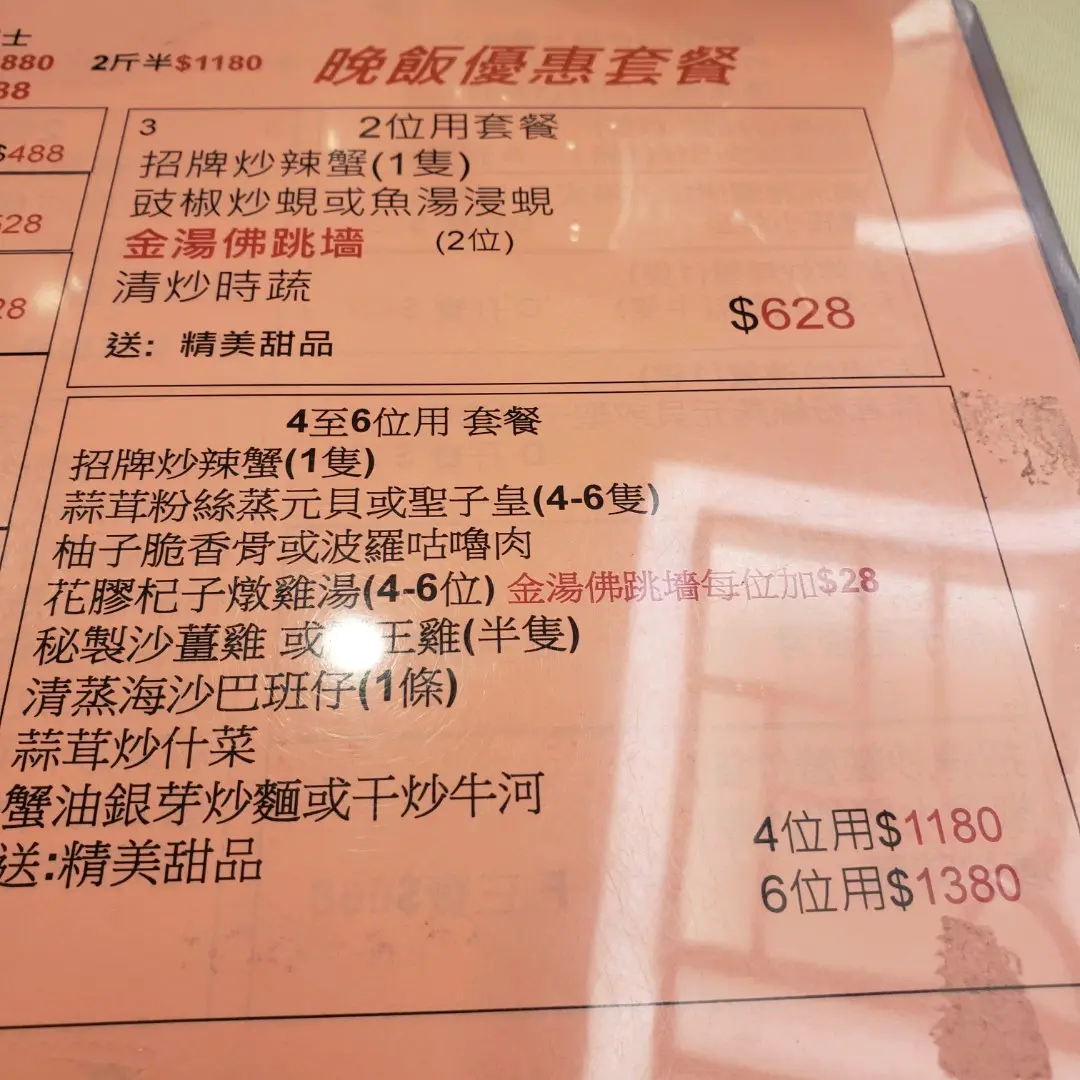 士
880 2斤半$1180 晚飯優惠套餐
38
$488
528
28
3 2位用套餐
招牌炒辣蟹(1隻)
豉椒炒蜆或魚湯浸蜆
金湯佛跳墻 (2位)
清炒時蔬
$628
送: 精美甜品
4至6位用 套餐
招牌炒辣蟹(1隻)
蒜茸粉絲蒸元貝或聖子皇(4-6隻)
柚子脆香骨或波羅咕嚕肉
花膠杞子燉雞湯(4-6位) 金湯佛跳墻每位加$28
秘製沙薑雞 或 王雞(半隻)
清蒸海沙巴班仔(1條)
蒜茸炒什菜
蟹油銀芽炒麵或干炒牛河
送:精美甜品
4位用$1180
6位用$1380